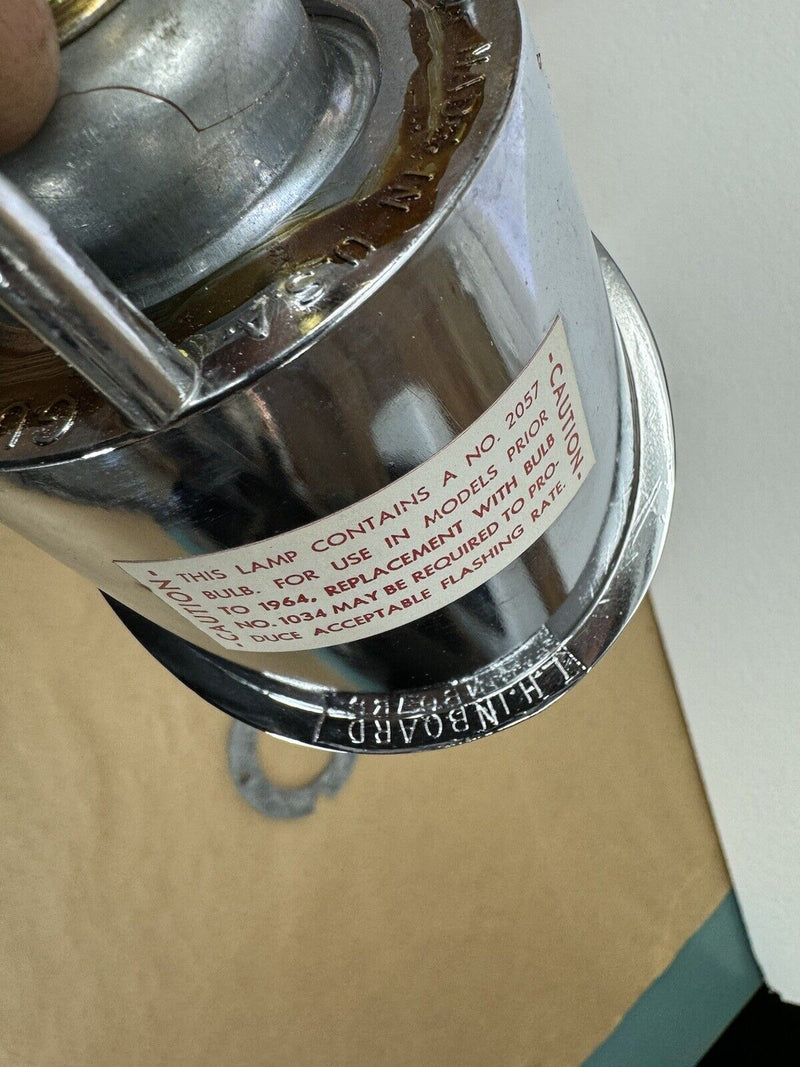 MADE IN U.S.A.
GU
-CAUTION-
THIS LAMP CONTAINS A NO. 2057
BULB. FOR USE IN MODELS PRIOR
TO 1964, REPLACEMENT WITH BULB
NO. 1034 MAY BE REQUIRED TO PRO-
DUCE ACCEPTABLE FLASHING RATE.
-CAUTION-
L.H.INBOARD